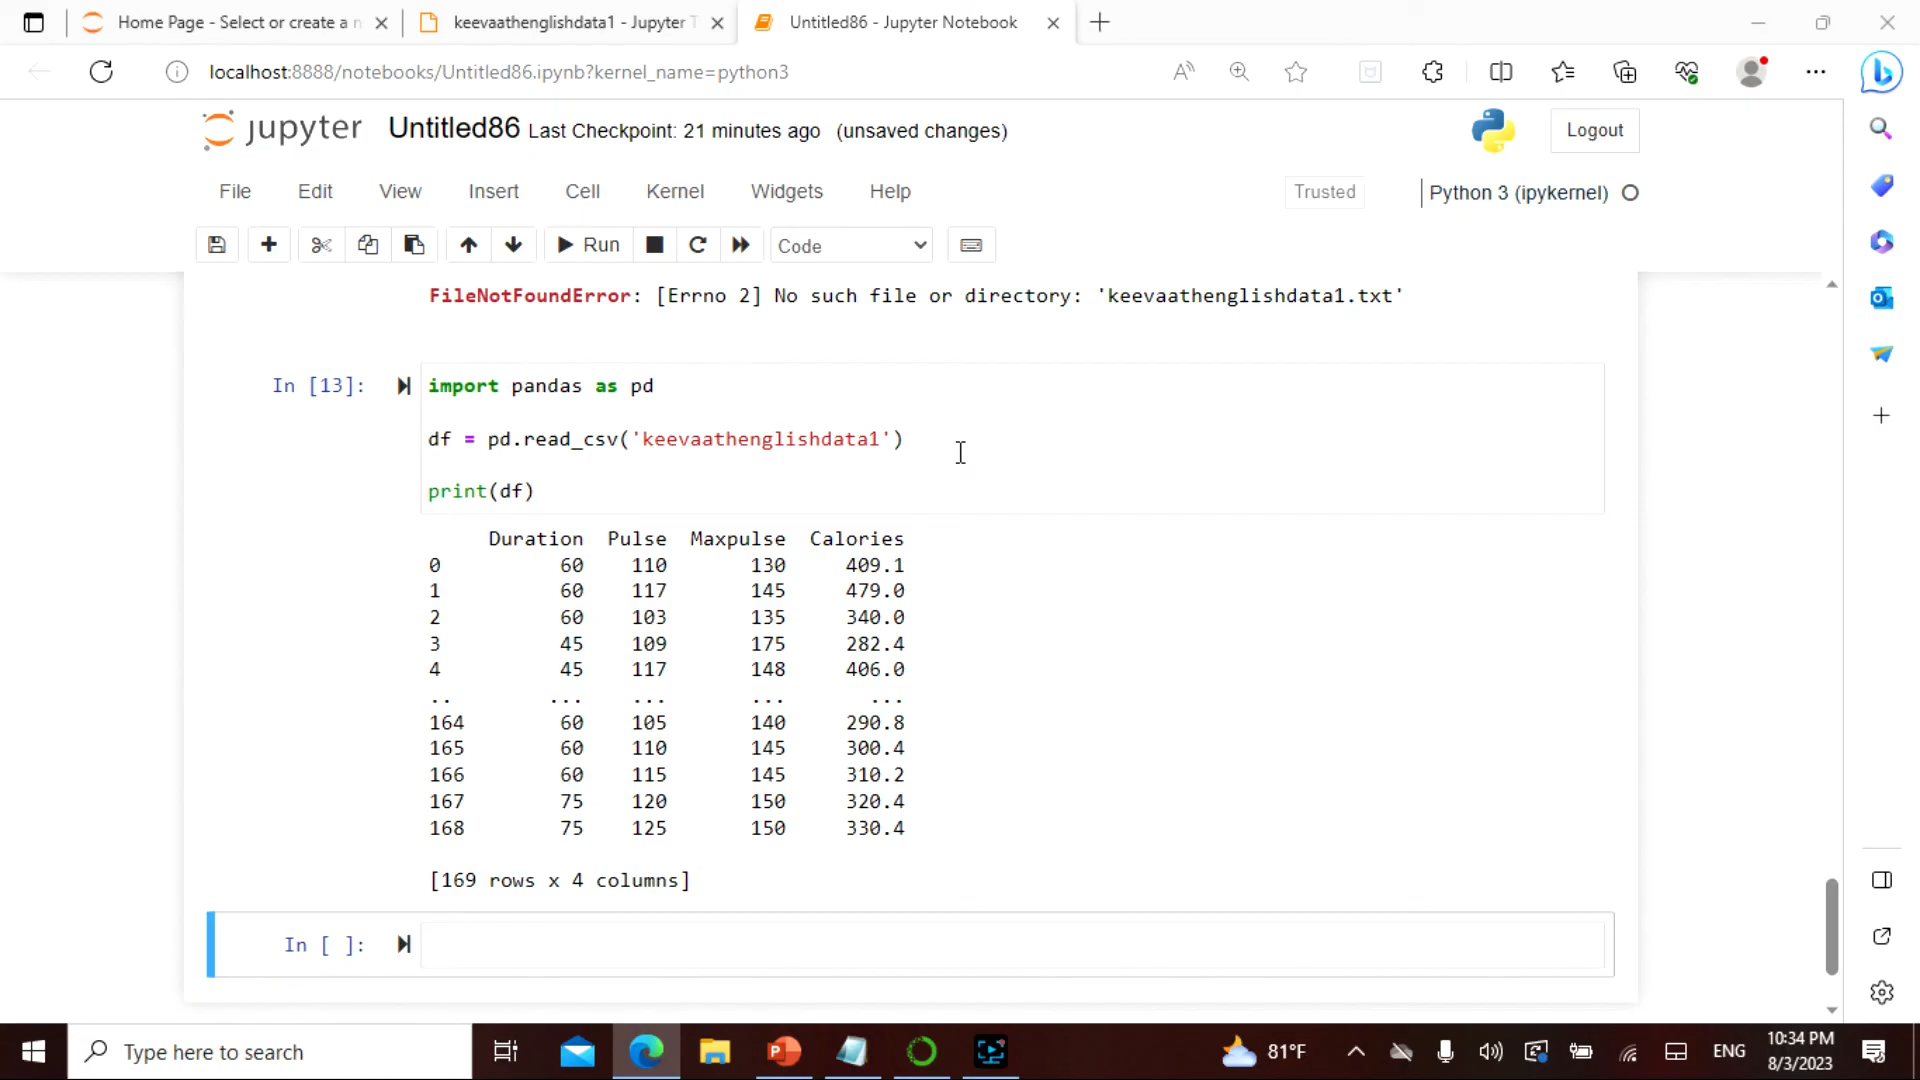 Home Page - Select or create a n
keevaathenglishdata1 - Jupyter T
Untitled86 - Jupyter Notebook
localhost:8888/notebooks/Untitled86.ipynb?kernel_name=python3
jupyter Untitled86 Last Checkpoint: 21 minutes ago (unsaved changes)
Logout
File Edit View Insert Cell Kernel Widgets Help
Trusted
Python 3 (ipykernel)
Run
Code
FileNotFoundError: [Errno 2] No such file or directory: 'keevaathenglishdata1.txt'
In [13]:
import pandas as pd
df = pd.read_csv('keevaathenglishdata1')
print(df)
Duration Pulse Maxpulse Calories
0 60 110 130 409.1
1 60 117 145 479.0
2 60 103 135 340.0
3 45 109 175 282.4
4 45 117 148 406.0
.. ... ... ... ...
164 60 105 140 290.8
165 60 110 145 300.4
166 60 115 145 310.2
167 75 120 150 320.4
168 75 125 150 330.4
[169 rows x 4 columns]
In [ ]:
Type here to search
81°F
ENG
10:34 PM
8/3/2023